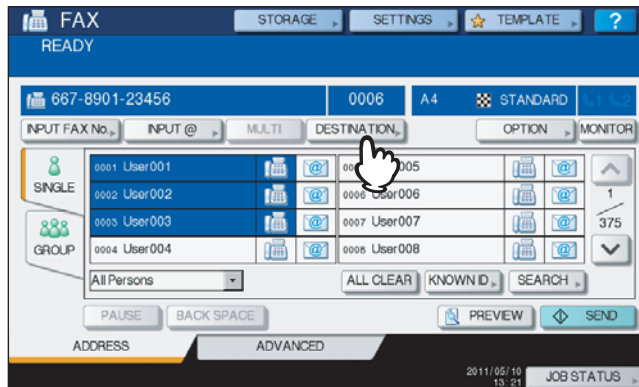 FAX STORAGE SETTINGS TEMPLATE ?
READY
667-8901-23456 0006 A4 STANDARD L1 L2
INPUT FAX No. INPUT @ MULTI DESTINATION OPTION MONITOR
SINGLE
GROUP
0001 User001
0002 User002
0003 User003
0004 User004
005
0006 User006
0007 User007
0008 User008
1
375
All Persons ALL CLEAR KNOWN ID SEARCH
PAUSE BACK SPACE PREVIEW SEND
ADDRESS ADVANCED
2011/05/10
13:21
JOB STATUS